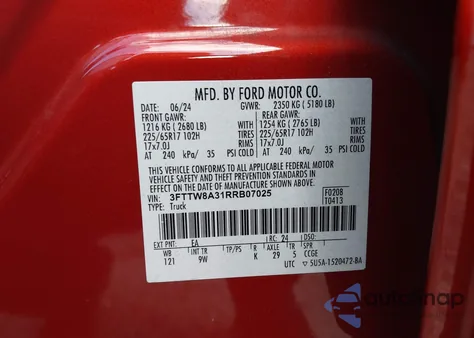 MFD. BY FORD MOTOR CO.
DATE: 06/24 GVWR: 2350 KG ( 5180 LB)
FRONT GAWR: REAR GAWR:
1216 KG ( 2680 LB) 1254 KG ( 2765 LB)
225/65R17 102H TIRES 225/65R17 102H TIRES
17x7.0J RIMS 17x7.0J RIMS
AT 240 kPa/ 35 PSI COLD AT 240 kPa/ 35 PSI COLD
THIS VEHICLE CONFORMS TO ALL APPLICABLE FEDERAL MOTOR
VEHICLE SAFETY AND THEFT PREVENTION STANDARDS IN
EFFECT ON THE DATE OF MANUFACTURE SHOWN ABOVE.
VIN: 3FTTW8A31RRB07025 F0208
TYPE: Truck T0413
EXT PNT: EA RC: 24 DSO:
WB INT TR TP/PS R AXLE TR SPR
121 9W K 29 5 CCGE
UTC 5U5A-1520472-BA
autosnap